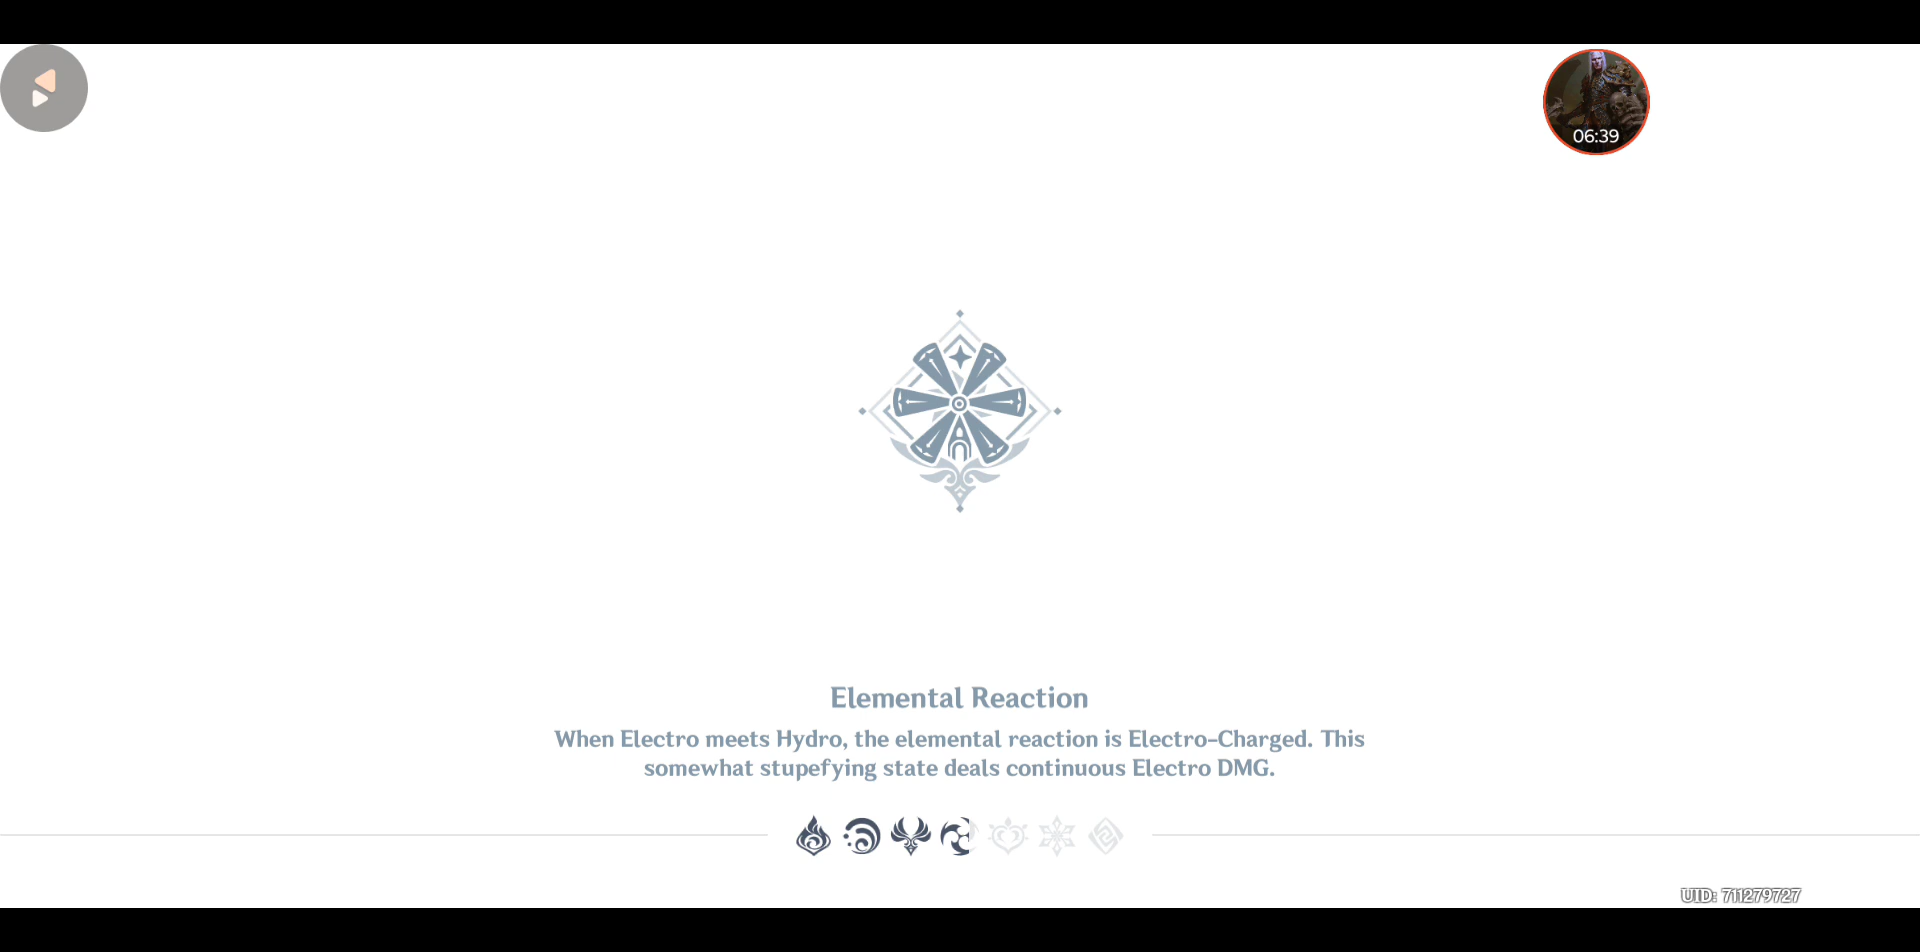 06:39
Elemental Reaction
When Electro meets Hydro, the elemental reaction is Electro-Charged. This
somewhat stupefying state deals continuous Electro DMG.
UID: 711279727